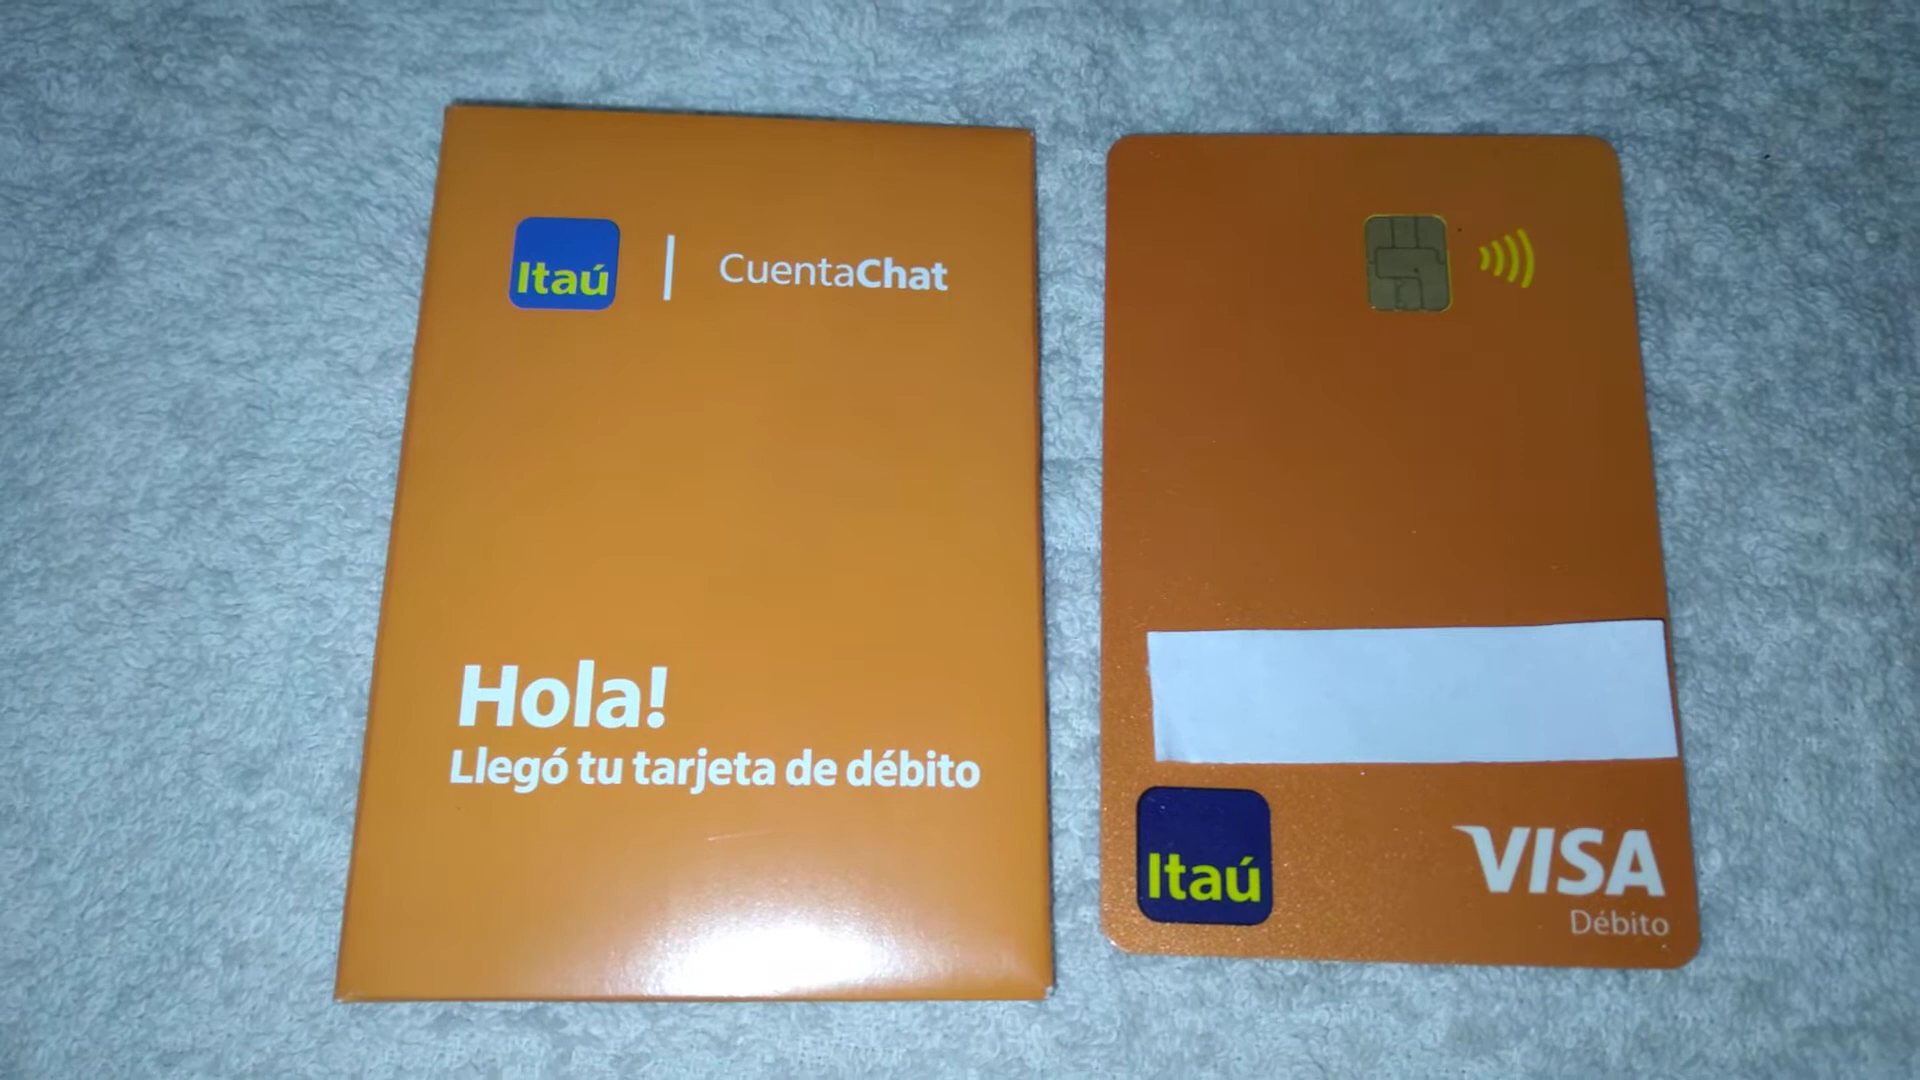 Itaú | CuentaChat
Hola!
Llegó tu tarjeta de débito
Itaú
VISA
Débito